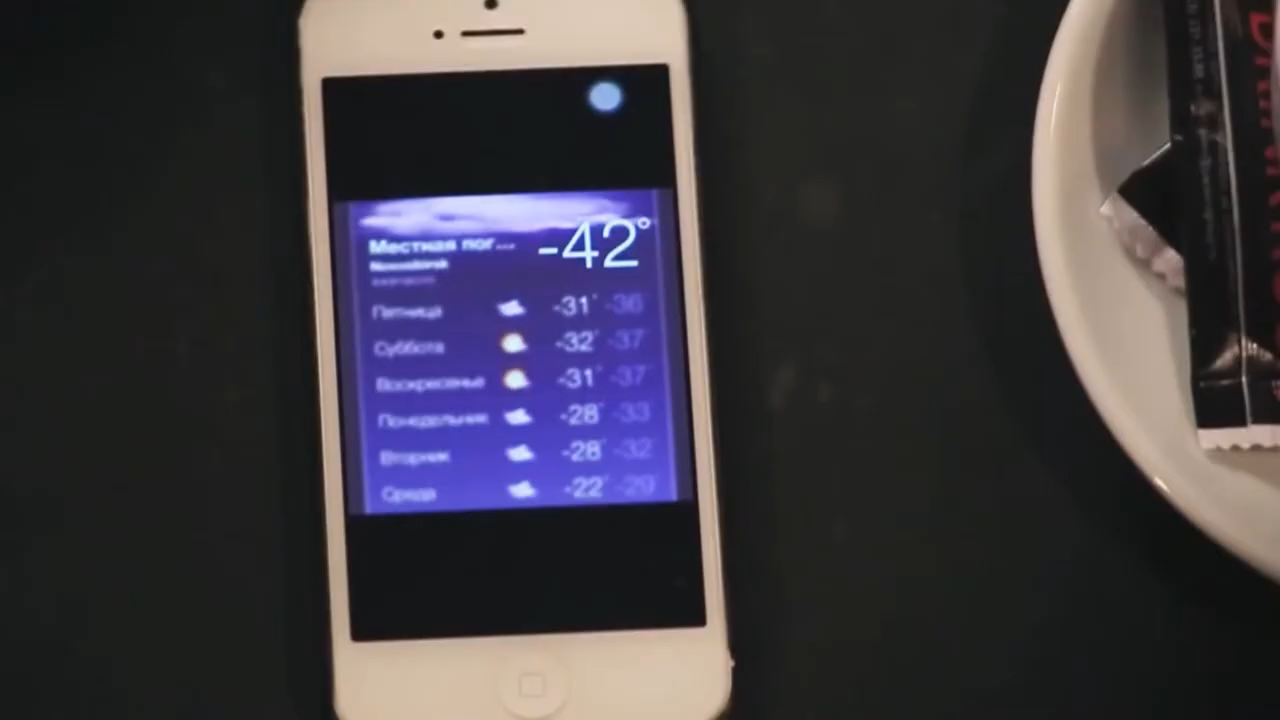 Местная пог...
-42°
Пятница -31° -36°
Суббота -32° -37°
Воскресенье -31° -37°
Понедельник -28° -33°
Вторник -28° -32°
Среда -22° -29°